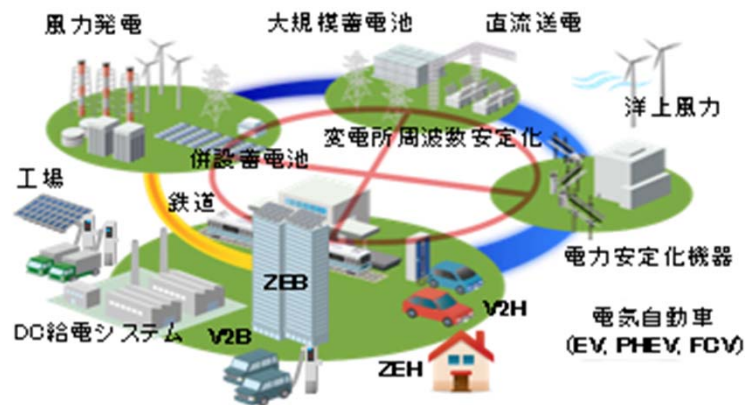 風力発電
大規模蓄電池
直流送電
洋上風力
変電所周波数安定化
併設蓄電池
工場
鉄道
電力安定化機器
ZEB
DC給電システム
V2B
V2H
ZEH
電気自動車
(EV, PHEV, FCV)